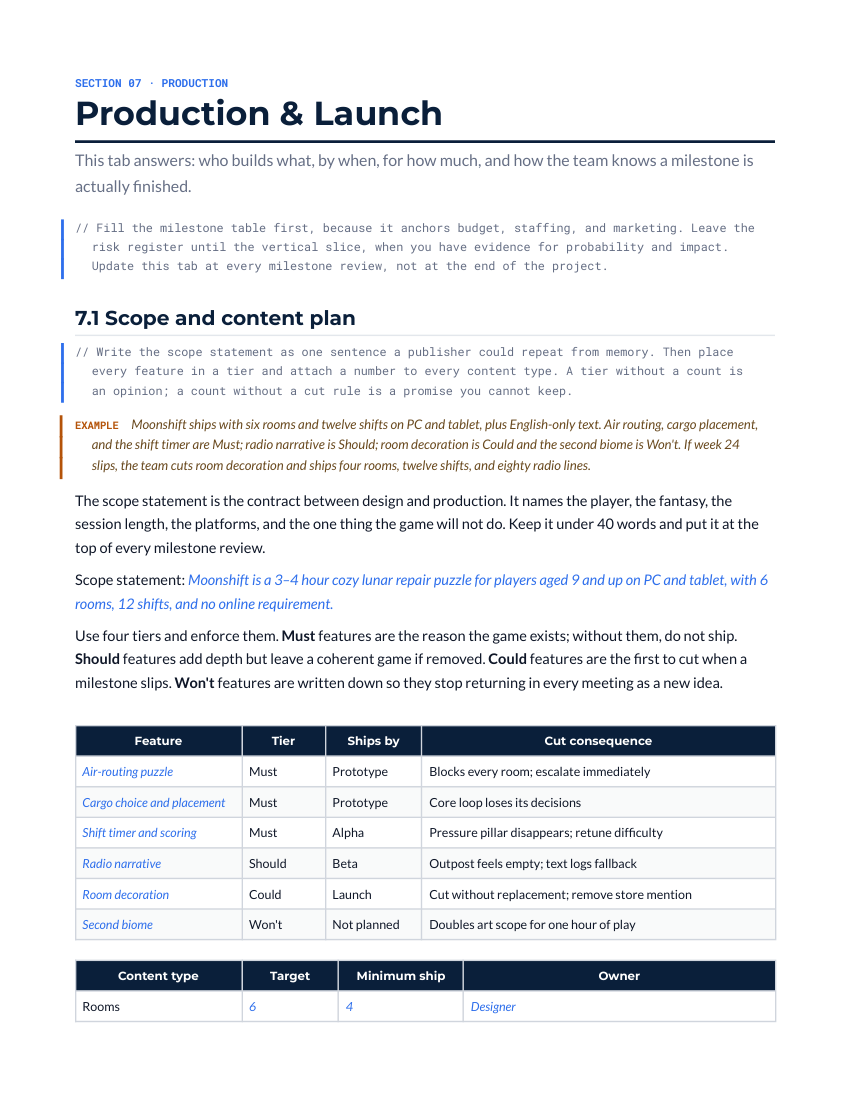 SECTION 07 · PRODUCTION
Production & Launch
This tab answers: who builds what, by when, for how much, and how the team knows a milestone is
actually finished.
// Fill the milestone table first, because it anchors budget, staffing, and marketing. Leave the
risk register until the vertical slice, when you have evidence for probability and impact.
Update this tab at every milestone review, not at the end of the project.
7.1 Scope and content plan
// Write the scope statement as one sentence a publisher could repeat from memory. Then place
every feature in a tier and attach a number to every content type. A tier without a count is
an opinion; a count without a cut rule is a promise you cannot keep.
EXAMPLE Moonshift ships with six rooms and twelve shifts on PC and tablet, plus English-only text. Air routing, cargo placement,
and the shift timer are Must; radio narrative is Should; room decoration is Could and the second biome is Won't. If week 24
slips, the team cuts room decoration and ships four rooms, twelve shifts, and eighty radio lines.
The scope statement is the contract between design and production. It names the player, the fantasy, the
session length, the platforms, and the one thing the game will not do. Keep it under 40 words and put it at the
top of every milestone review.
Scope statement: Moonshift is a 3–4 hour cozy lunar repair puzzle for players aged 9 and up on PC and tablet, with 6
rooms, 12 shifts, and no online requirement.
Use four tiers and enforce them. Must features are the reason the game exists; without them, do not ship.
Should features add depth but leave a coherent game if removed. Could features are the first to cut when a
milestone slips. Won't features are written down so they stop returning in every meeting as a new idea.
Feature Tier Ships by Cut consequence
Air-routing puzzle Must Prototype Blocks every room; escalate immediately
Cargo choice and placement Must Prototype Core loop loses its decisions
Shift timer and scoring Must Alpha Pressure pillar disappears; retune difficulty
Radio narrative Should Beta Outpost feels empty; text logs fallback
Room decoration Could Launch Cut without replacement; remove store mention
Second biome Won't Not planned Doubles art scope for one hour of play
Content type Target Minimum ship Owner
Rooms 6 4 Designer